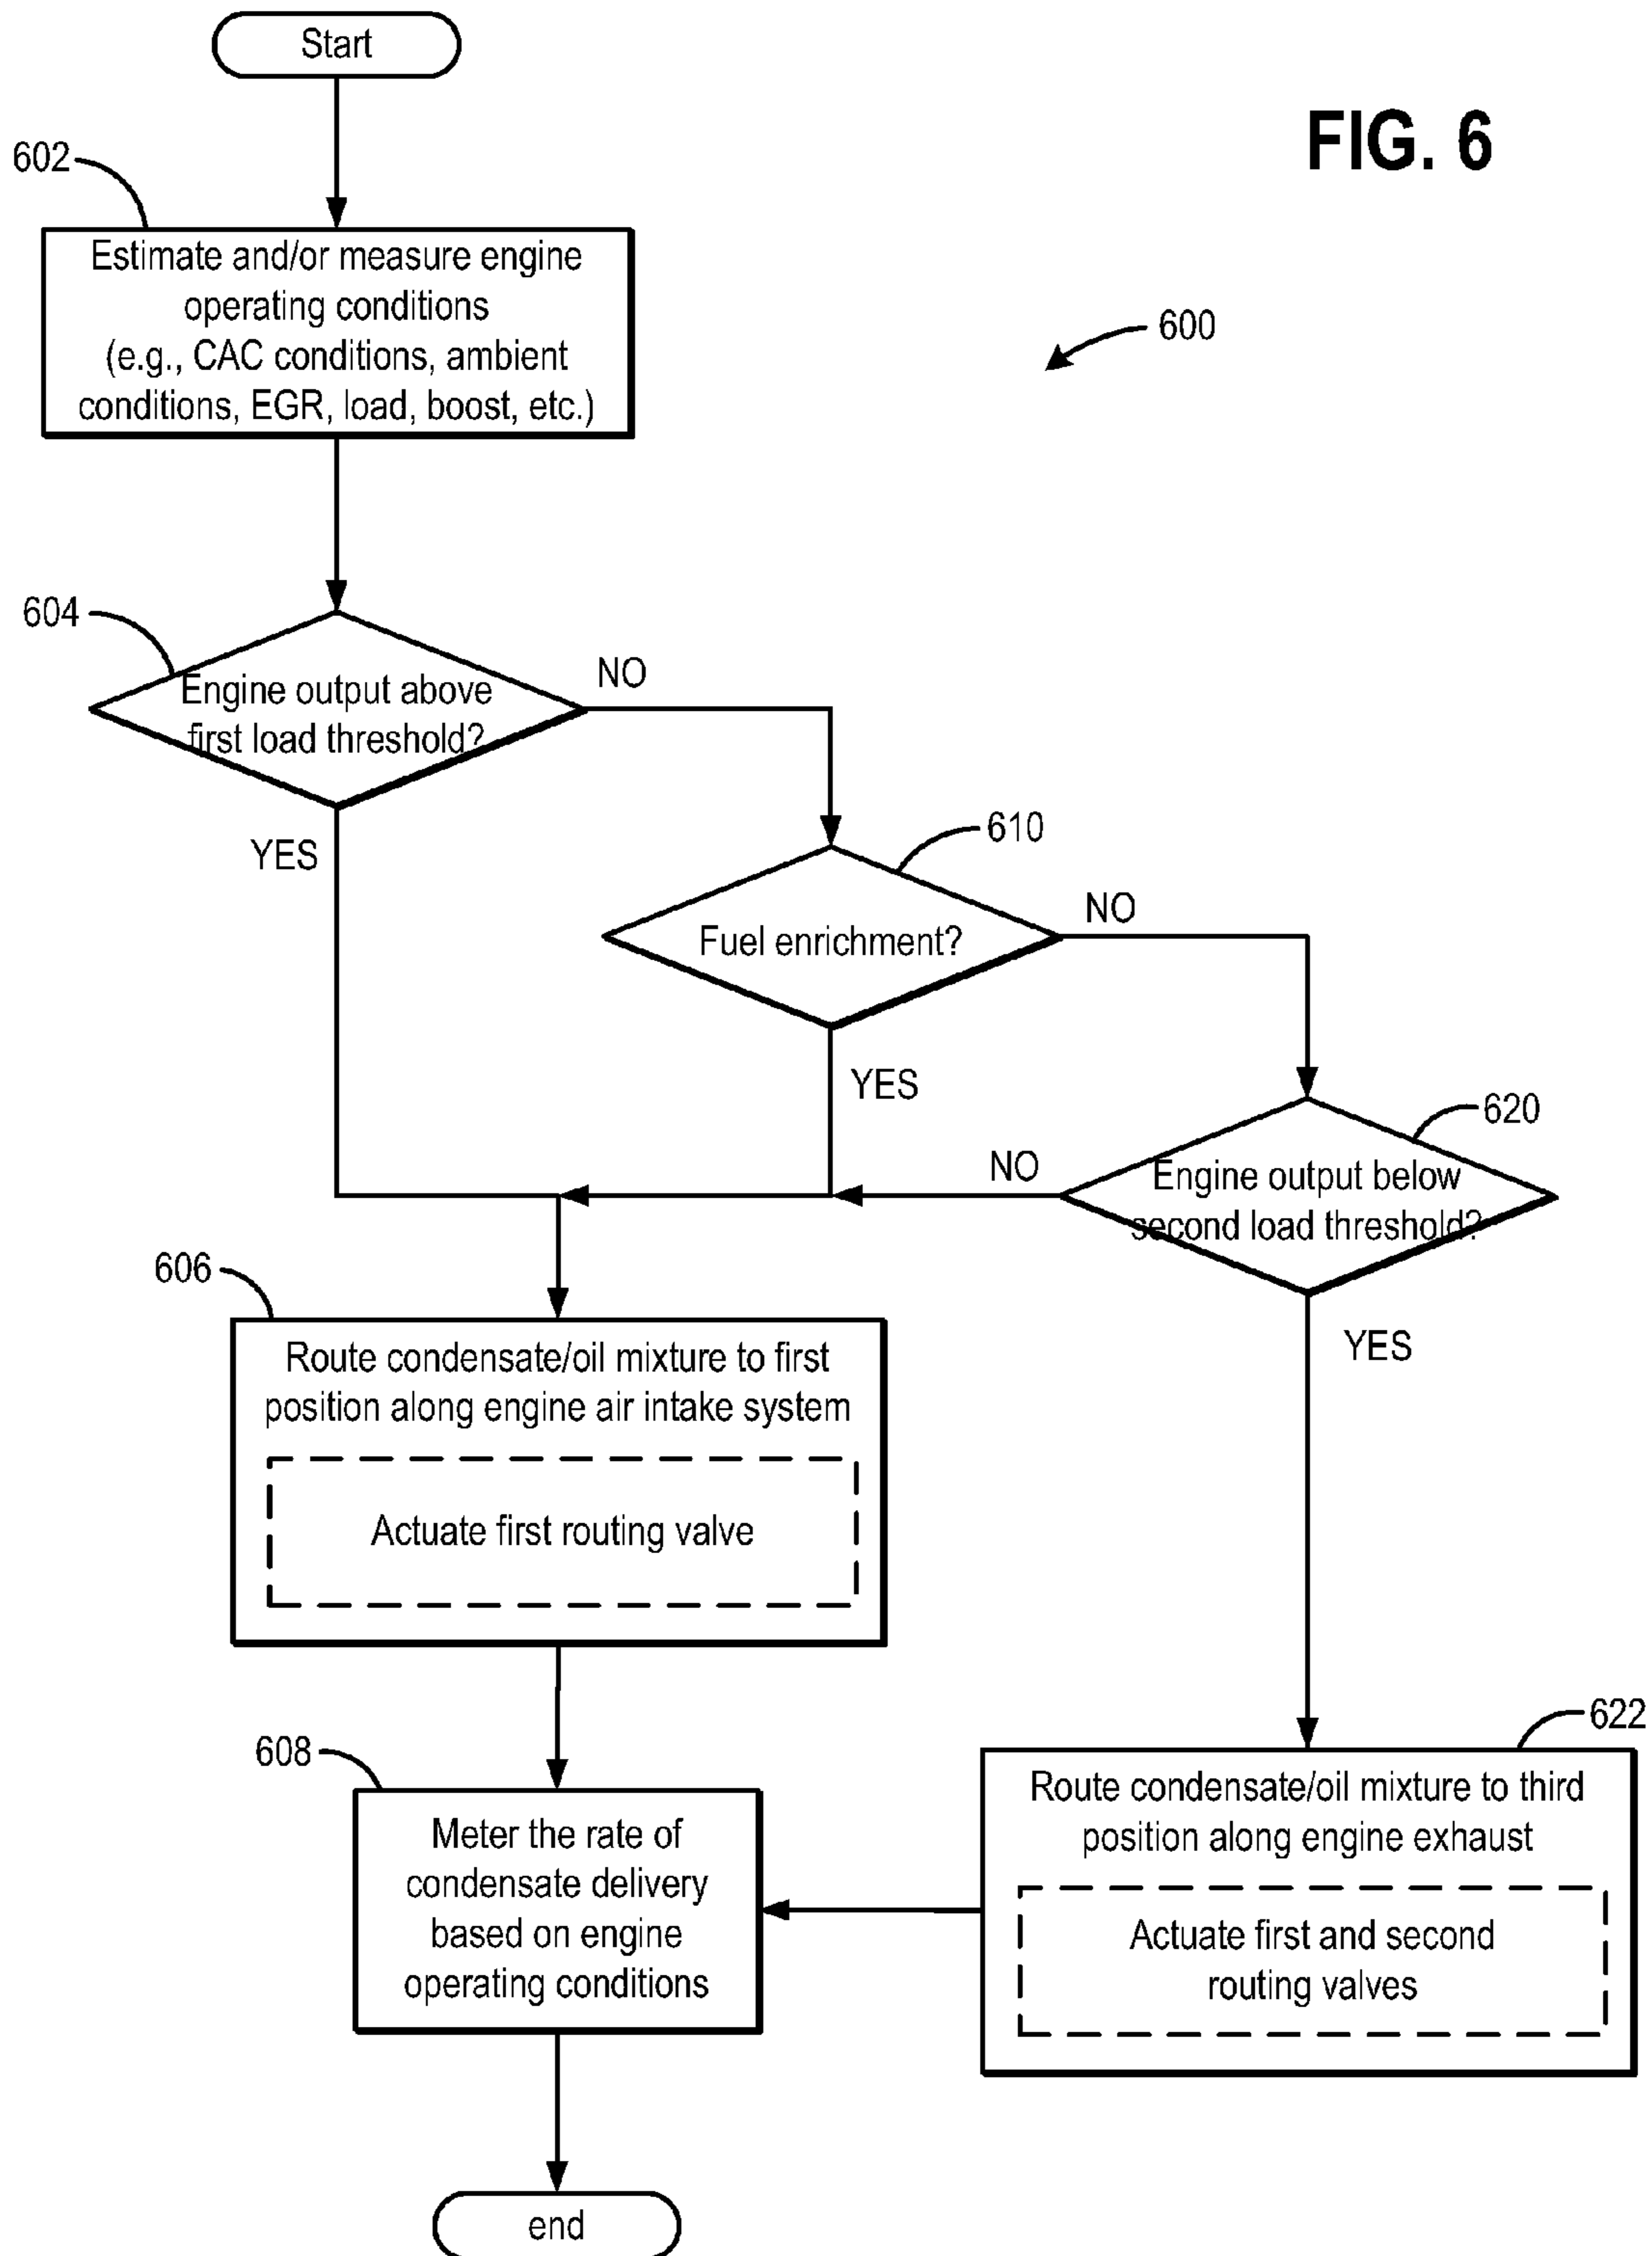 Start
FIG. 6
602
Estimate and/or measure engine
operating conditions
(e.g., CAC conditions, ambient
conditions, EGR, load, boost, etc.)
600
604
Engine output above
first load threshold?
NO
YES
610
Fuel enrichment?
NO
YES
620
Engine output below
second load threshold?
NO
YES
606
Route condensate/oil mixture to first
position along engine air intake system
Actuate first routing valve
622
Route condensate/oil mixture to third
position along engine exhaust
Actuate first and second
routing valves
608
Meter the rate of
condensate delivery
based on engine
operating conditions
end